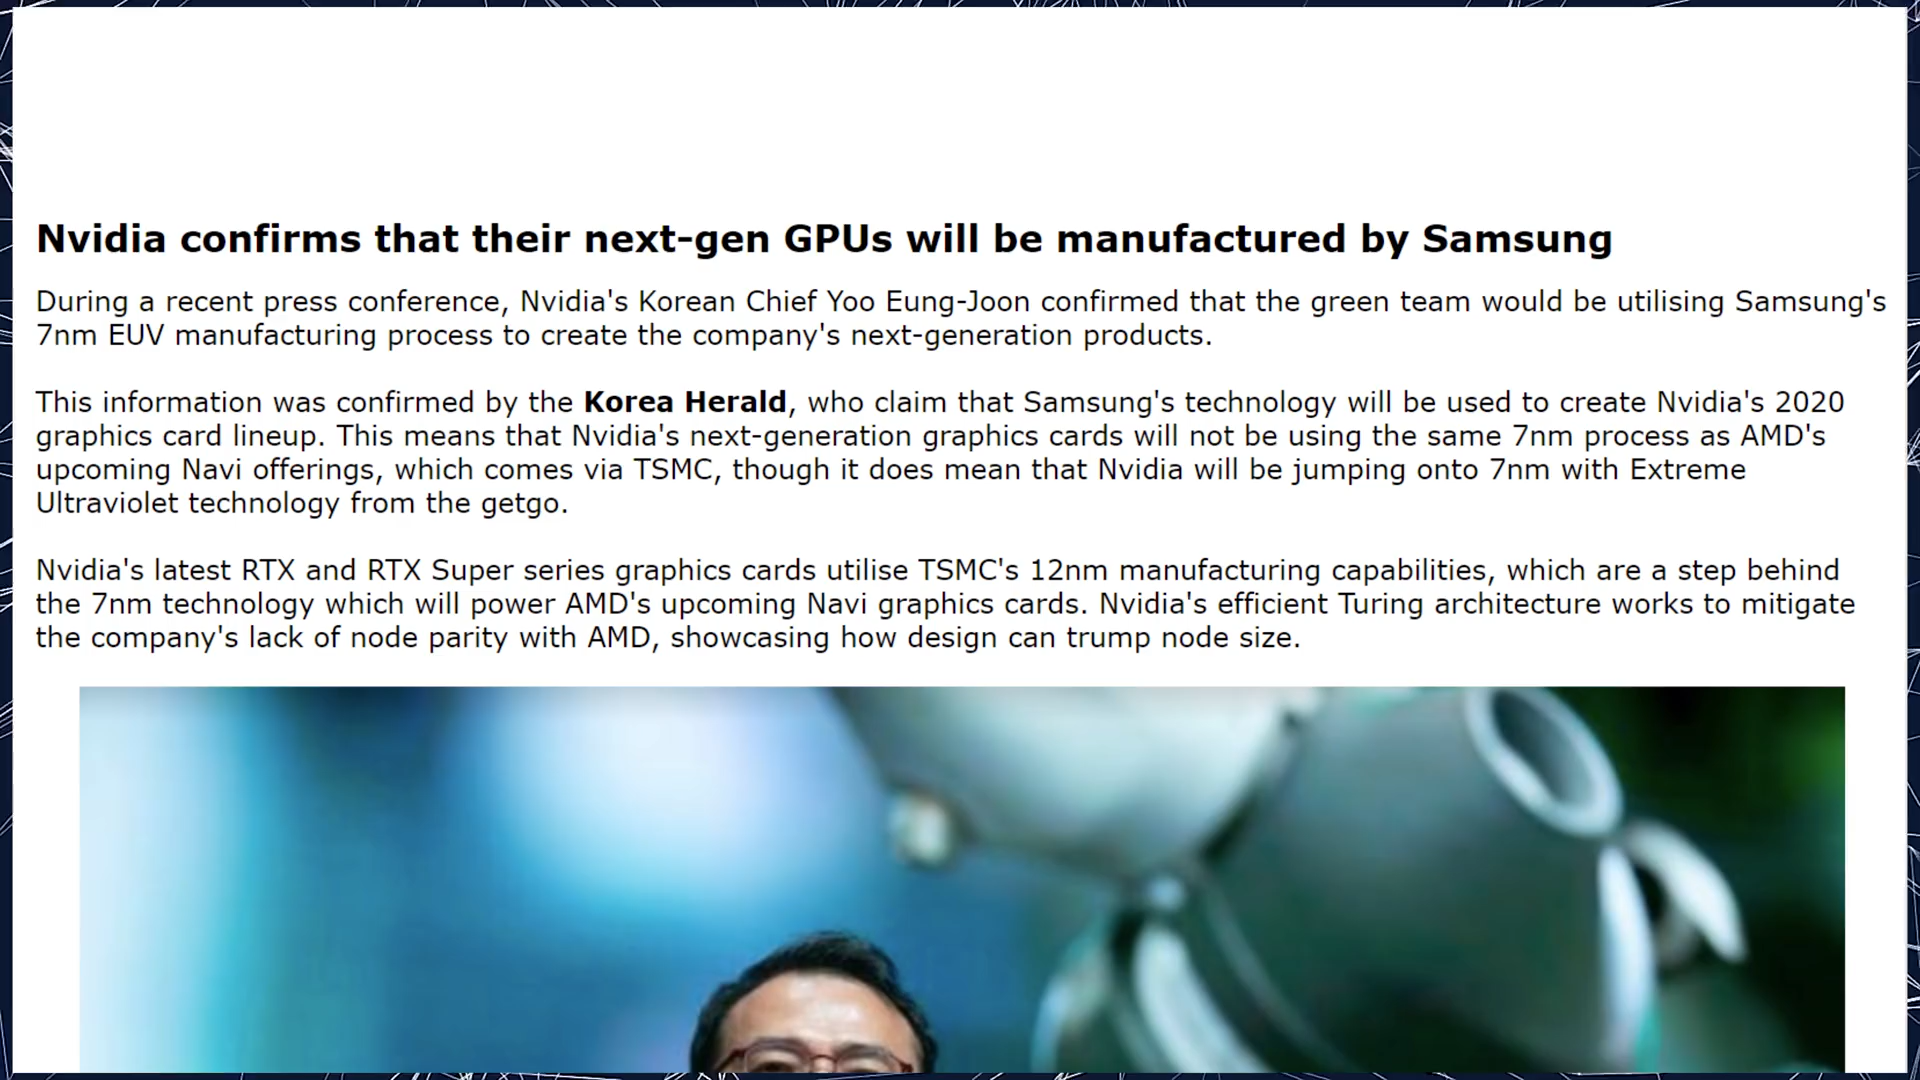 Nvidia confirms that their next-gen GPUs will be manufactured by Samsung
During a recent press conference, Nvidia's Korean Chief Yoo Eung-Joon confirmed that the green team would be utilising Samsung's
7nm EUV manufacturing process to create the company's next-generation products.
This information was confirmed by the Korea Herald, who claim that Samsung's technology will be used to create Nvidia's 2020
graphics card lineup. This means that Nvidia's next-generation graphics cards will not be using the same 7nm process as AMD's
upcoming Navi offerings, which comes via TSMC, though it does mean that Nvidia will be jumping onto 7nm with Extreme
Ultraviolet technology from the getgo.
Nvidia's latest RTX and RTX Super series graphics cards utilise TSMC's 12nm manufacturing capabilities, which are a step behind
the 7nm technology which will power AMD's upcoming Navi graphics cards. Nvidia's efficient Turing architecture works to mitigate
the company's lack of node parity with AMD, showcasing how design can trump node size.